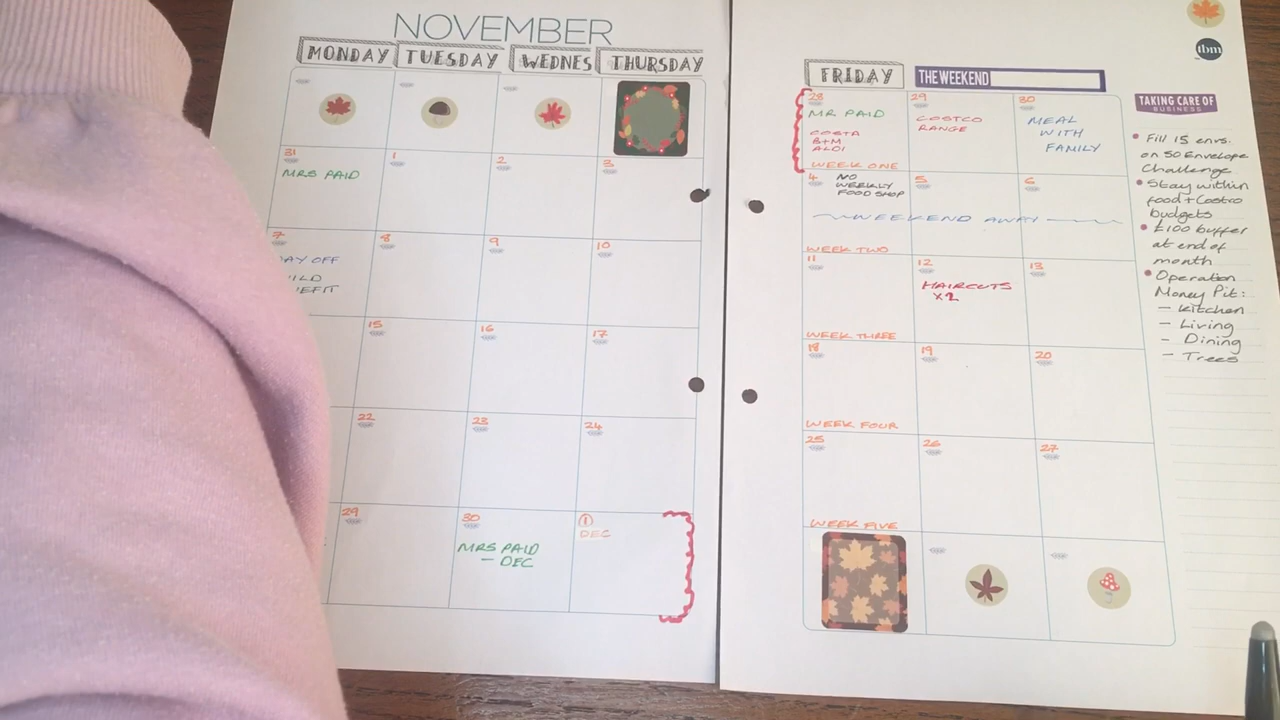 NOVEMBER
MONDAY TUESDAY WEDNES THURSDAY
31 1 2 3
MRS PAID
7 8 9 10
DAY OFF
15 16 17
22 23 24
29 30 1
DEC
MRS PAID
- DEC
tbm
FRIDAY THE WEEKEND
28 29 30
MR PAID
COSTA
B+M
ALDI
WEEK ONE
COSTCO
RANGE
MEAL
WITH
FAMILY
4 5 6
NO
WEEKLY
FOOD SHOP
WEEKEND AWAY
WEEK TWO
11 12 13
HAIRCUTS
X2
WEEK THREE
18 19 20
WEEK FOUR
25 26 27
WEEK FIVE
TAKING CARE OF
BUSINESS
Fill 15 envs.
on 50 Envelope
Challenge
Stay within
food + Costco
budgets
£100 buffer
at end of
month
Operation
Money Pit:
- Kitchen
- Living
- Dining
- Trees